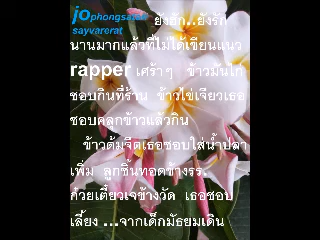 jophongsathorn
sayvarerat
ยังฮัก..ยังรัก
นานมากแล้วที่ไม่ได้เขียนแนว
rapper เศร้าๆ ข้าวมันไก่
ชอบกินที่ร้าน ข้าวไข่เจียวเธอ
ชอบคลุกข้าวแล้วกิน
ข้าวต้มจืดเธอชอบใส่น้ำปลา
เพิ่ม ลูกชิ้นทอดข้างรร.
ก๋วยเตี๋ยวเจข้างวัด เธอชอบ
เลี้ยง ...จากเด็กมัธยมเดิน